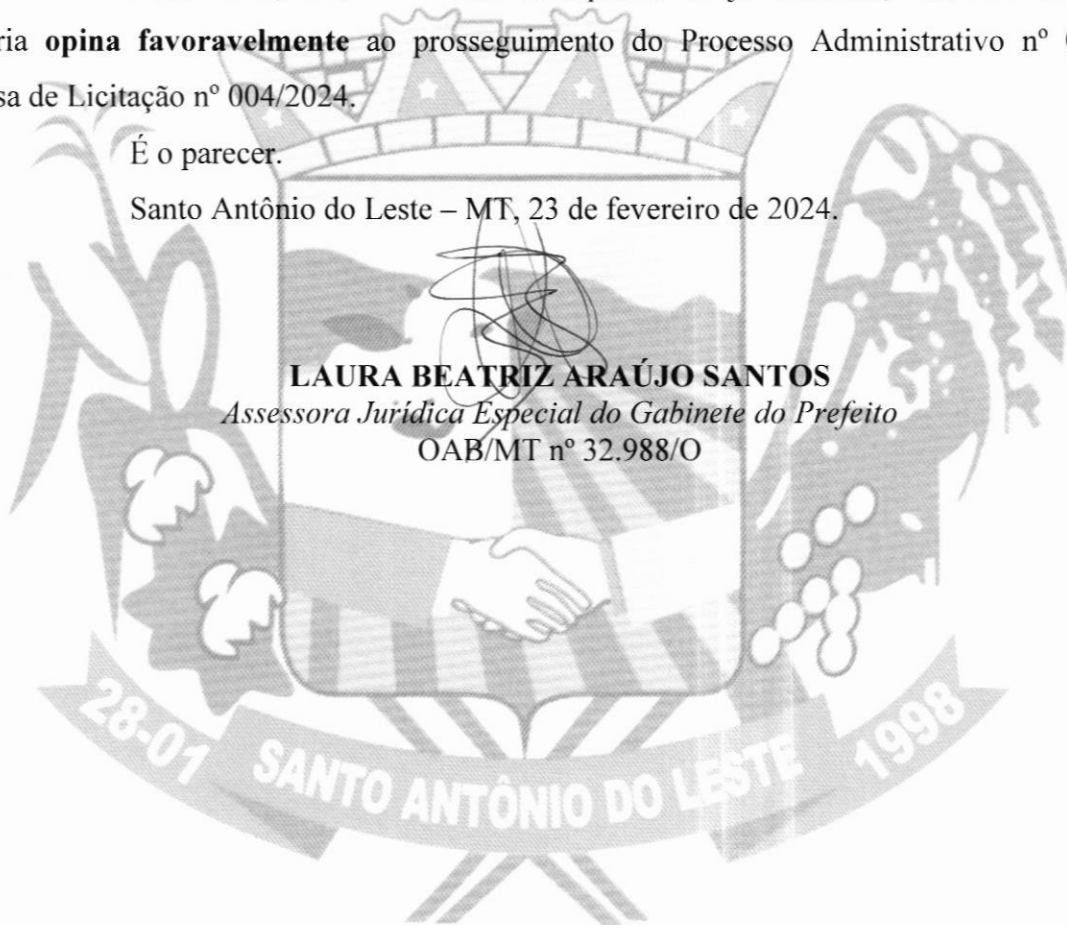 ria opina favoravelmente ao prosseguimento do Processo Administrativo nº
sa de Licitação nº 004/2024.
É o parecer.
Santo Antônio do Leste – MT, 23 de fevereiro de 2024.
LAURA BEATRIZ ARAÚJO SANTOS
Assessora Jurídica Especial do Gabinete do Prefeito
OAB/MT nº 32.988/O
28-01 SANTO ANTÔNIO DO LESTE 1998